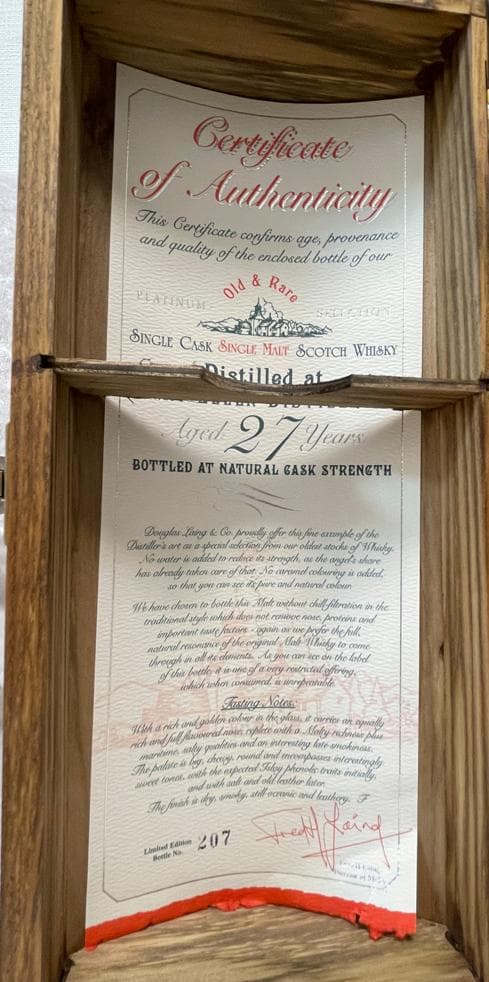 Certificate
of Authenticity
This Certificate confirms age, provenance
and quality of the enclosed bottle of our
Old & Rare
PLATINUM SELECTION
SINGLE CASK SINGLE MALT SCOTCH WHISKY
Distilled at
Aged 27 Years
BOTTLED AT NATURAL CASK STRENGTH
Douglas Laing & Co. proudly offer this fine example of the
Distiller's art as a special selection from our oldest stocks of Whisky.
No water is added to reduce its strength, as the angel's share
has already taken care of that. No caramel colouring is added,
so that you can see its pure and natural colour.
We have chosen to bottle this Malt without chill-filtration in the
traditional style which does not remove nose, proteins and
important taste factors - again as we prefer the full,
natural resonance of the original Malt Whisky to come
through in all its elements. As you can see on the label
of this bottle, it is one of a very restricted offering,
which when consumed, is unrepeatable.
Tasting Notes:
With a rich and golden colour in the glass, it carries an equally
rich and full flavoured nose, replete with a Malty richness plus
maritime, salty qualities and an interesting late smokiness.
The palate is big, chewy, round and encompasses interestingly
sweet tones, with the expected Islay phenolic traits initially,
and with salt and old leather later.
The finish is dry, smoky, still oceanic and leathery. F
Limited Edition
Bottle No. 207
Fred H Laing